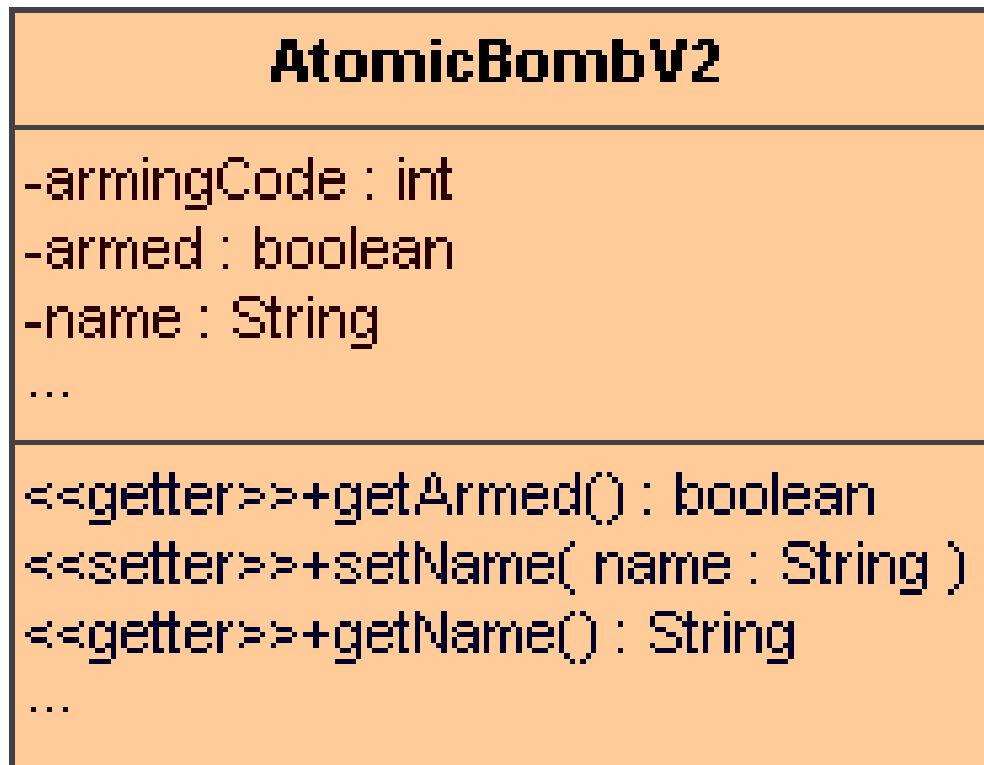 AtomicBombV2
-armingCode : int
-armed : boolean
-name : String
...
<<getter>>+getArmed() : boolean
<<setter>>+setName( name : String )
<<getter>>+getName() : String
...